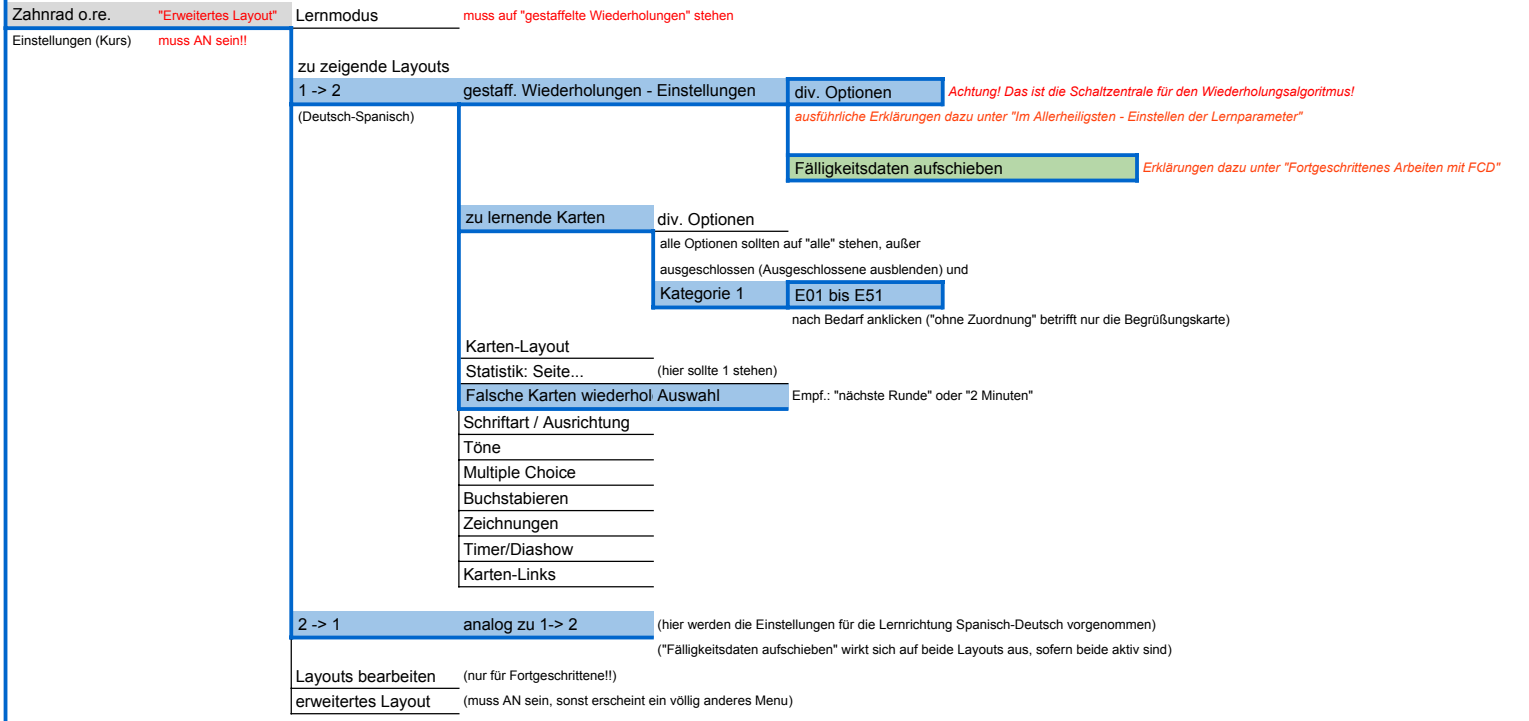 Zahnrad o.re. "Erweitertes Layout" Lernmodus muss auf "gestaffelte Wiederholungen" stehen
Einstellungen (Kurs) muss AN sein!!
zu zeigende Layouts
1 -> 2 gestaff. Wiederholungen - Einstellungen div. Optionen Achtung! Das ist die Schaltzentrale für den Wiederholungsalgoritmus!
(Deutsch-Spanisch) ausführliche Erklärungen dazu unter "Im Allerheiligsten - Einstellen der Lernparameter"
Fälligkeitsdaten aufschieben Erklärungen dazu unter "Fortgeschrittenes Arbeiten mit FCD"
zu lernende Karten div. Optionen
alle Optionen sollten auf "alle" stehen, außer
ausgeschlossen (Ausgeschlossene ausblenden) und
Kategorie 1 E01 bis E51
nach Bedarf anklicken ("ohne Zuordnung" betrifft nur die Begrüßungskarte)
Karten-Layout
Statistik: Seite... (hier sollte 1 stehen)
Falsche Karten wiederhol Auswahl Empf.: "nächste Runde" oder "2 Minuten"
Schriftart / Ausrichtung
Töne
Multiple Choice
Buchstabieren
Zeichnungen
Timer/Diashow
Karten-Links
2 -> 1 analog zu 1-> 2 (hier werden die Einstellungen für die Lernrichtung Spanisch-Deutsch vorgenommen)
("Fälligkeitsdaten aufschieben" wirkt sich auf beide Layouts aus, sofern beide aktiv sind)
Layouts bearbeiten (nur für Fortgeschrittene!!)
erweitertes Layout (muss AN sein, sonst erscheint ein völlig anderes Menu)